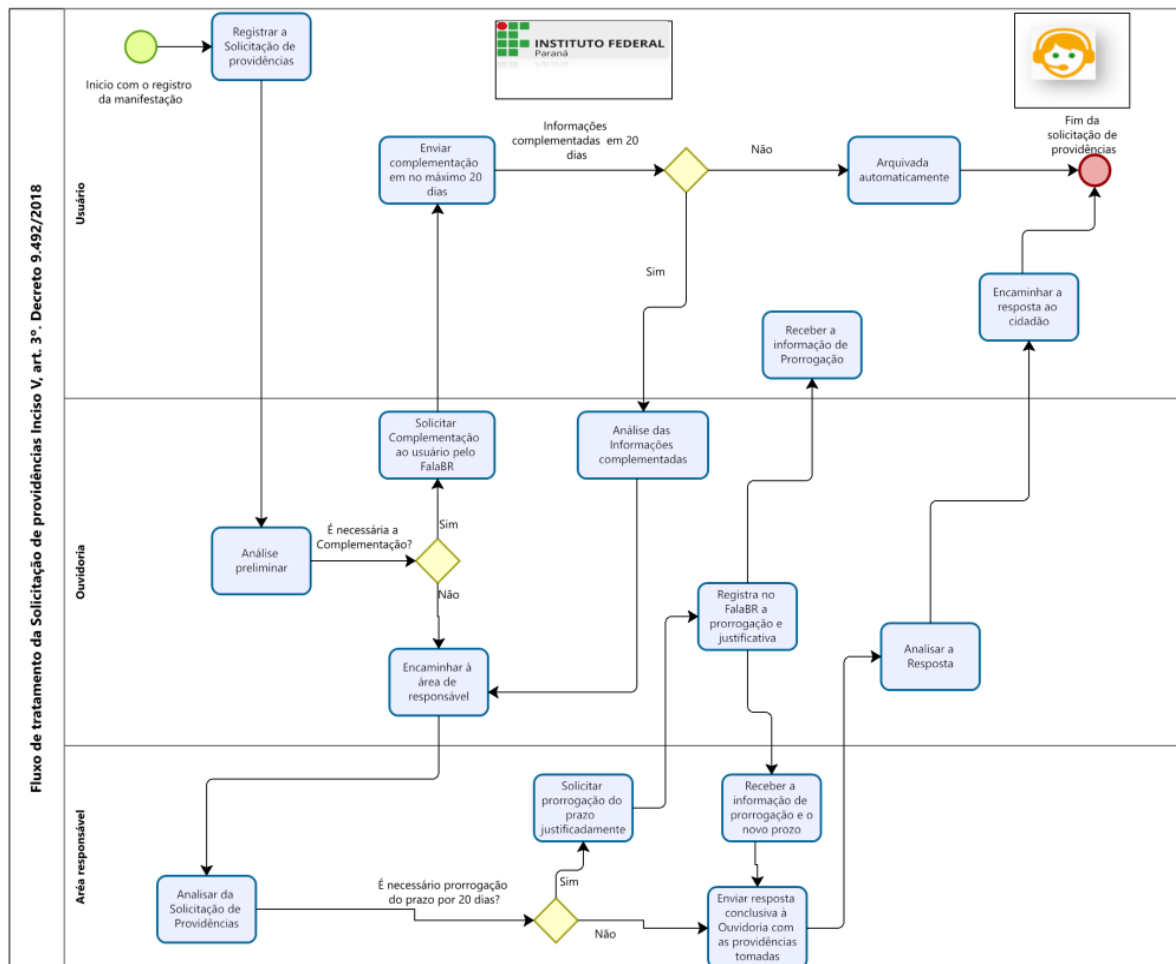 Fluxo de tratamento da Solicitação de providências Inciso V, art. 3º. Decreto 9.492/2018
Usuário
Inicio com o registro
da manifestação
Registrar a
Solicitação de
providências
INSTITUTO FEDERAL
Paraná
Fim da
solicitação de
providências
Enviar
complementação
em no máximo 20
dias
Informações
complementadas em 20
dias
Não
Arquivada
automaticamente
Sim
Encaminhar a
resposta ao
cidadão
Receber a
informação de
Prorrogação
Ouvidoria
Solicitar
Complementação
ao usuário pelo
FalaBR
Análise das
Informações
complementadas
Sim
É necessária a
Complementação?
Análise
preliminar
Não
Registra no
FalaBR a
prorrogação e
justificativa
Encaminhar à
área de
responsável
Analisar a
Resposta
Aréa responsável
Solicitar
prorrogação do
prazo
justificadamente
Receber a
informação de
prorrogação e o
novo prozo
Analisar da
Solicitação de
Providências
É necessário prorrogação
do prazo por 20 dias?
Sim
Não
Enviar resposta
conclusiva à
Ouvidoria com
as providências
tomadas